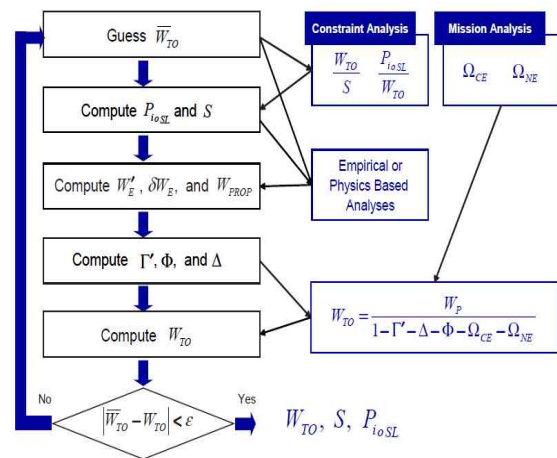 Guess W̅_TO
Constraint Analysis
W_TO / S   P_ioSL / W_TO
Mission Analysis
Ω_CE Ω_NE
Compute P_ioSL and S
Compute W′_E, δW_E, and W_PROP
Empirical or
Physics Based
Analyses
Compute Γ′, Φ, and Δ
W_TO = W_P / (1 − Γ′ − Δ − Φ − Ω_CE − Ω_NE)
Compute W_TO
No
|W̅_TO − W_TO| < ε
Yes
W_TO, S, P_ioSL